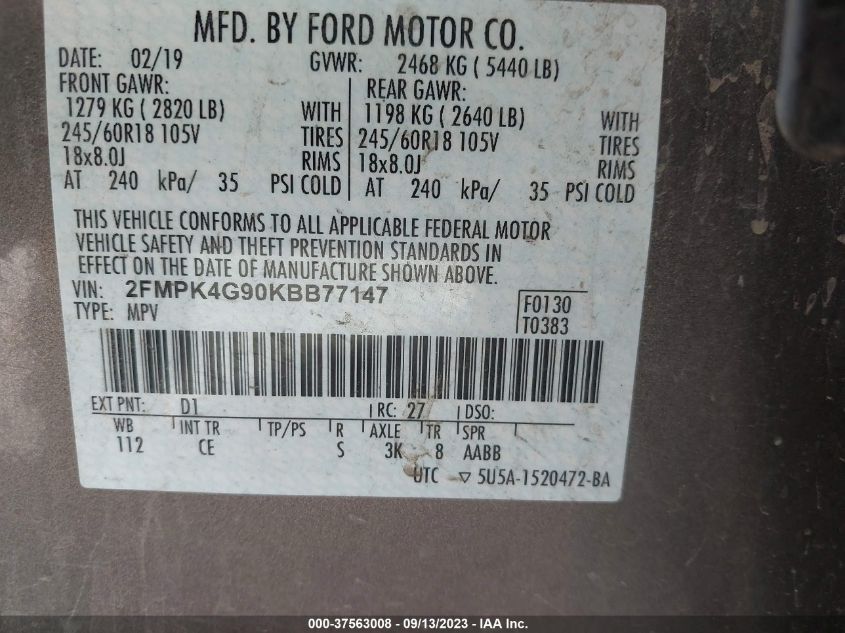 MFD. BY FORD MOTOR CO.
DATE: 02/19 GVWR: 2468 KG ( 5440 LB)
FRONT GAWR: REAR GAWR:
1279 KG ( 2820 LB) WITH 1198 KG ( 2640 LB) WITH
245/60R18 105V TIRES 245/60R18 105V TIRES
18x8.0J RIMS 18x8.0J RIMS
AT 240 kPa/ 35 PSI COLD AT 240 kPa/ 35 PSI COLD
THIS VEHICLE CONFORMS TO ALL APPLICABLE FEDERAL MOTOR
VEHICLE SAFETY AND THEFT PREVENTION STANDARDS IN
EFFECT ON THE DATE OF MANUFACTURE SHOWN ABOVE.
VIN: 2FMPK4G90KBB77147
TYPE: MPV
F0130
T0383
EXT PNT: D1 RC: 27 DSO:
WB INT TR TP/PS R AXLE TR SPR
112 CE S 3K 8 AABB
UTC ▽ 5U5A-1520472-BA
000-37563008 - 09/13/2023 - IAA Inc.